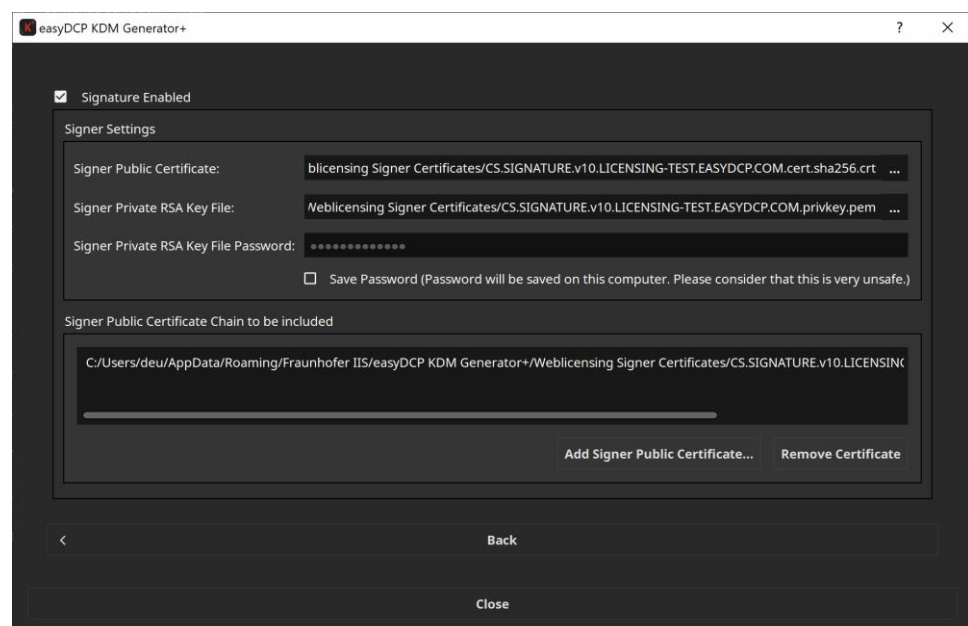 easyDCP KDM Generator+
Signature Enabled
Signer Settings
Signer Public Certificate: blicensing Signer Certificates/CS.SIGNATURE.v10.LICENSING-TEST.EASYDCP.COM.cert.sha256.crt ...
Signer Private RSA Key File: Weblicensing Signer Certificates/CS.SIGNATURE.v10.LICENSING-TEST.EASYDCP.COM.privkey.pem ...
Signer Private RSA Key File Password: ●●●●●●●●●●●●●
Save Password (Password will be saved on this computer. Please consider that this is very unsafe.)
Signer Public Certificate Chain to be included
C:/Users/deu/AppData/Roaming/Fraunhofer IIS/easyDCP KDM Generator+/Weblicensing Signer Certificates/CS.SIGNATURE.v10.LICENSING
Add Signer Public Certificate... Remove Certificate
Back
Close